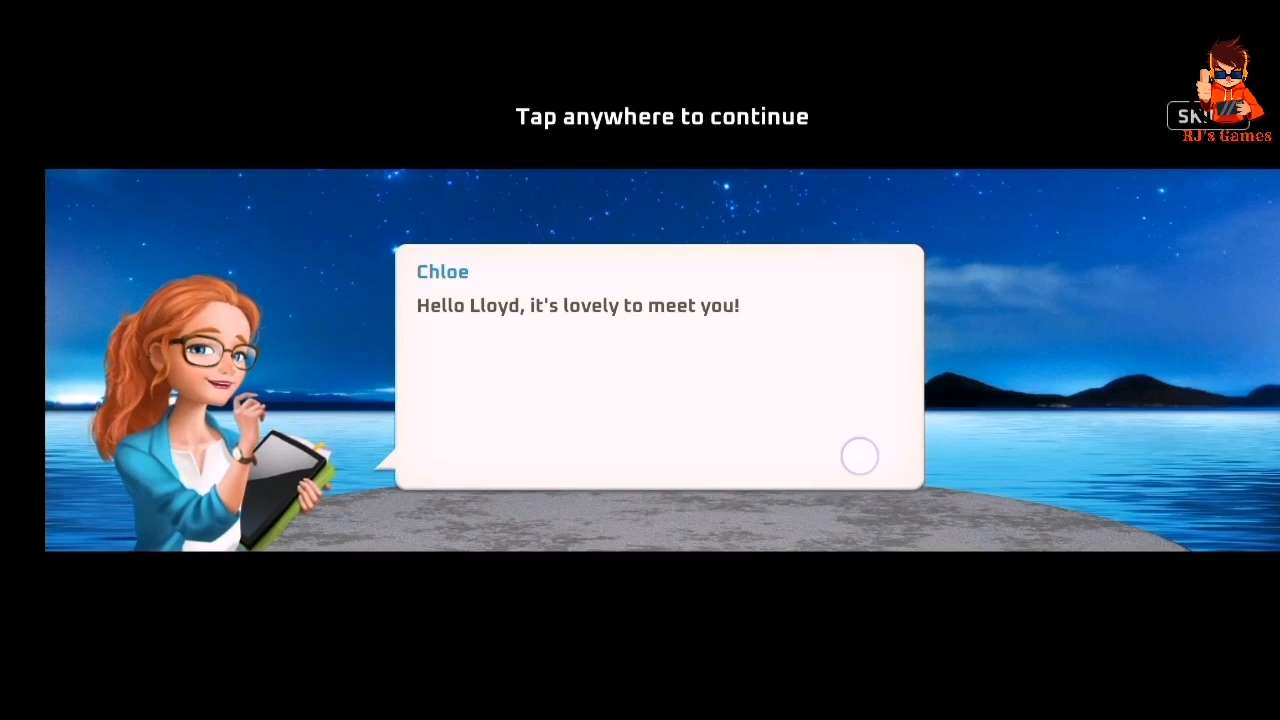 Tap anywhere to continue
RJ's Games
Chloe
Hello Lloyd, it's lovely to meet you!